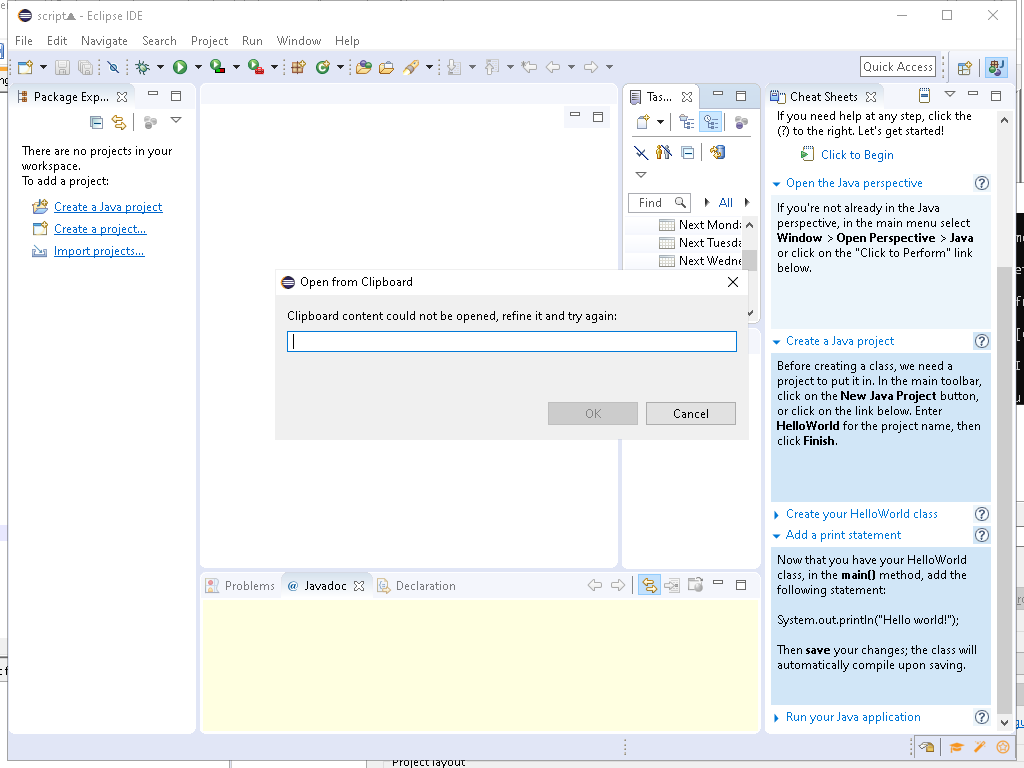 script▲ - Eclipse IDE
File Edit Navigate Search Project Run Window Help
Quick Access
Package Exp...
There are no projects in your
workspace.
To add a project:
Create a Java project
Create a project...
Import projects...
Tas...
Find
All
Next Mond
Next Tuesda
Next Wedne
Open from Clipboard
Clipboard content could not be opened, refine it and try again:
OK
Cancel
Problems
@ Javadoc
Declaration
Cheat Sheets
If you need help at any step, click the
(?) to the right. Let's get started!
Click to Begin
Open the Java perspective
If you're not already in the Java
perspective, in the main menu select
Window > Open Perspective > Java
or click on the "Click to Perform" link
below.
Create a Java project
Before creating a class, we need a
project to put it in. In the main toolbar,
click on the New Java Project button,
or click on the link below. Enter
HelloWorld for the project name, then
click Finish.
Create your HelloWorld class
Add a print statement
Now that you have your HelloWorld
class, in the main() method, add the
following statement:
System.out.println("Hello world!");
Then save your changes; the class will
automatically compile upon saving.
Run your Java application
Project layout